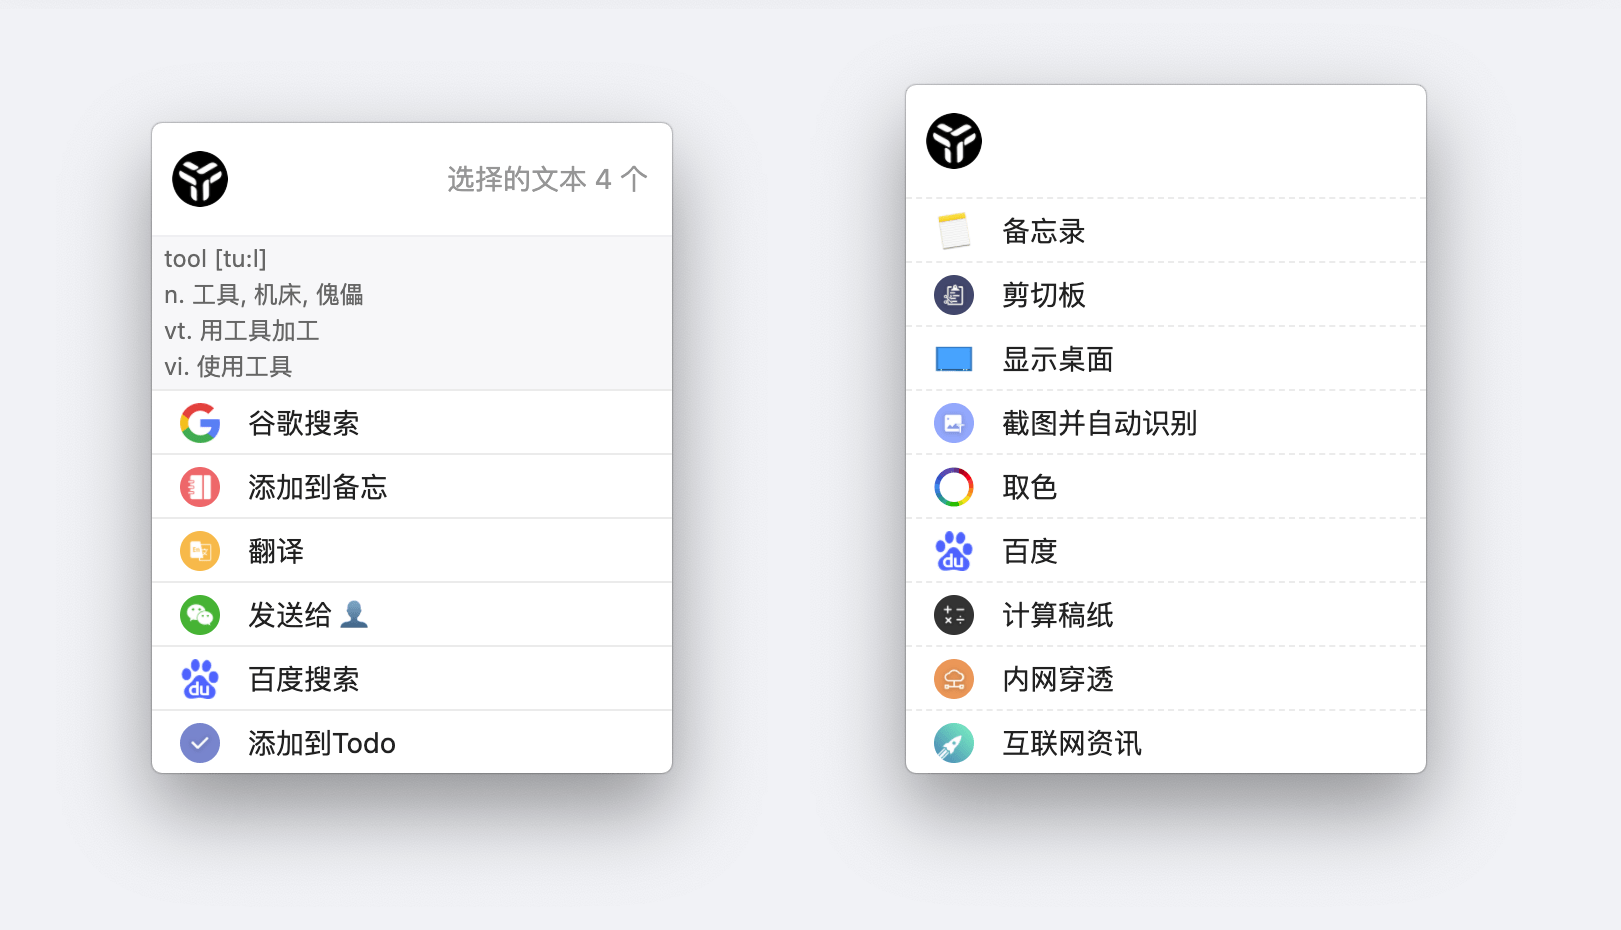 选择的文本 4 个
tool [tu:l]
n. 工具, 机床, 傀儡
vt. 用工具加工
vi. 使用工具
谷歌搜索
添加到备忘
翻译
发送给
du 百度搜索
添加到Todo
备忘录
剪切板
显示桌面
截图并自动识别
取色
du 百度
计算稿纸
内网穿透
互联网资讯